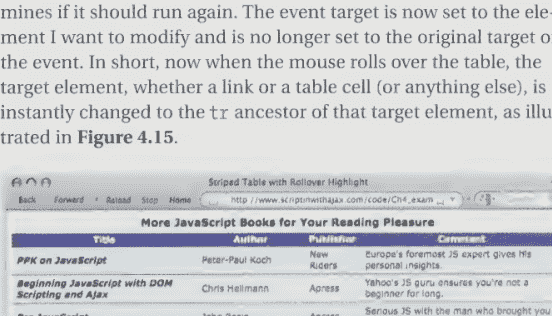 mines if it should run again. The event target is now set to the ele-
ment I want to modify and is no longer set to the original target o
the event. In short, now when the mouse rolls over the table, the
target element, whether a link or a table cell (or anything else), is
instantly changed to the tr ancestor of that target element, as illu
trated in Figure 4.15.
Striped Table with Rollover Highlight
Back Forward Reload Stop Home http://www.scriptinwithajax.com/code/Ch4_exam
More JavaScript Books for Your Reading Pleasure
Title Author Publisher Comment
PPK on JavaScript Peter-Paul Koch New Riders Europe's foremost JS expert gives his personal insights.
Beginning JavaScript with DOM Scripting and Ajax Chris Heilmann Apress Yahoo's JS guru ensures you're not a beginner for long.
Serious JS with the man who brought you